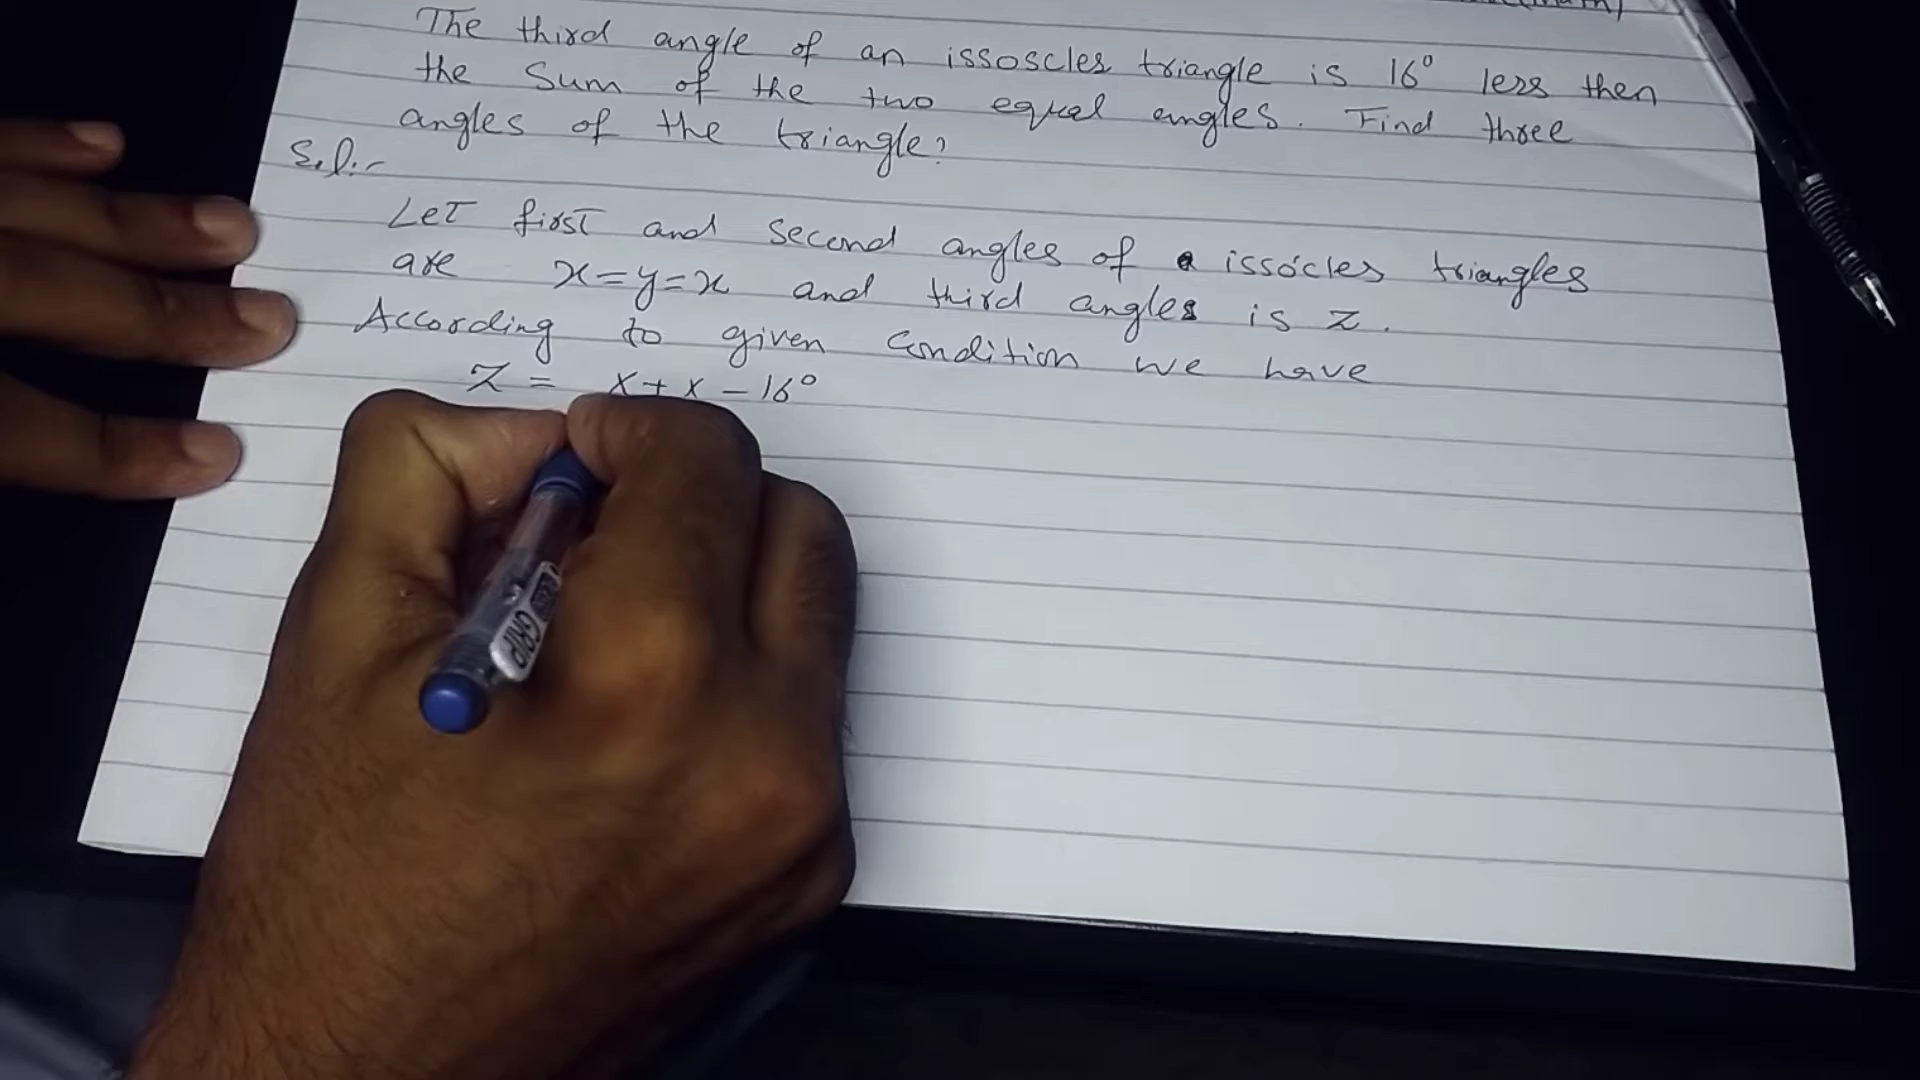 The third angle of an issoscles triangle is 16° less then
the Sum of the two equal angles. Find three
angles of the triangle?
Sol:-
Let first and second angles of a issocles triangles
are x=y=x and third angles is z.
According to given Condition we have
z = x+x-16°
GRIP